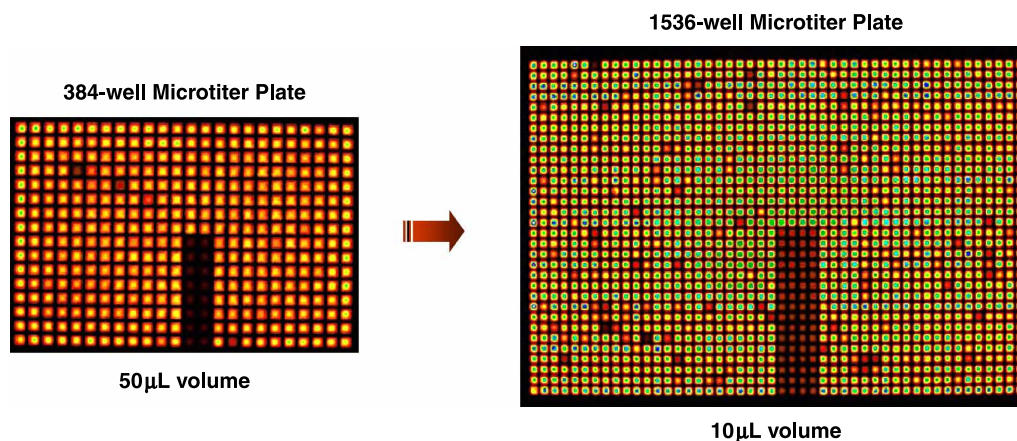 384-well Microtiter Plate
50μL volume
1536-well Microtiter Plate
10μL volume